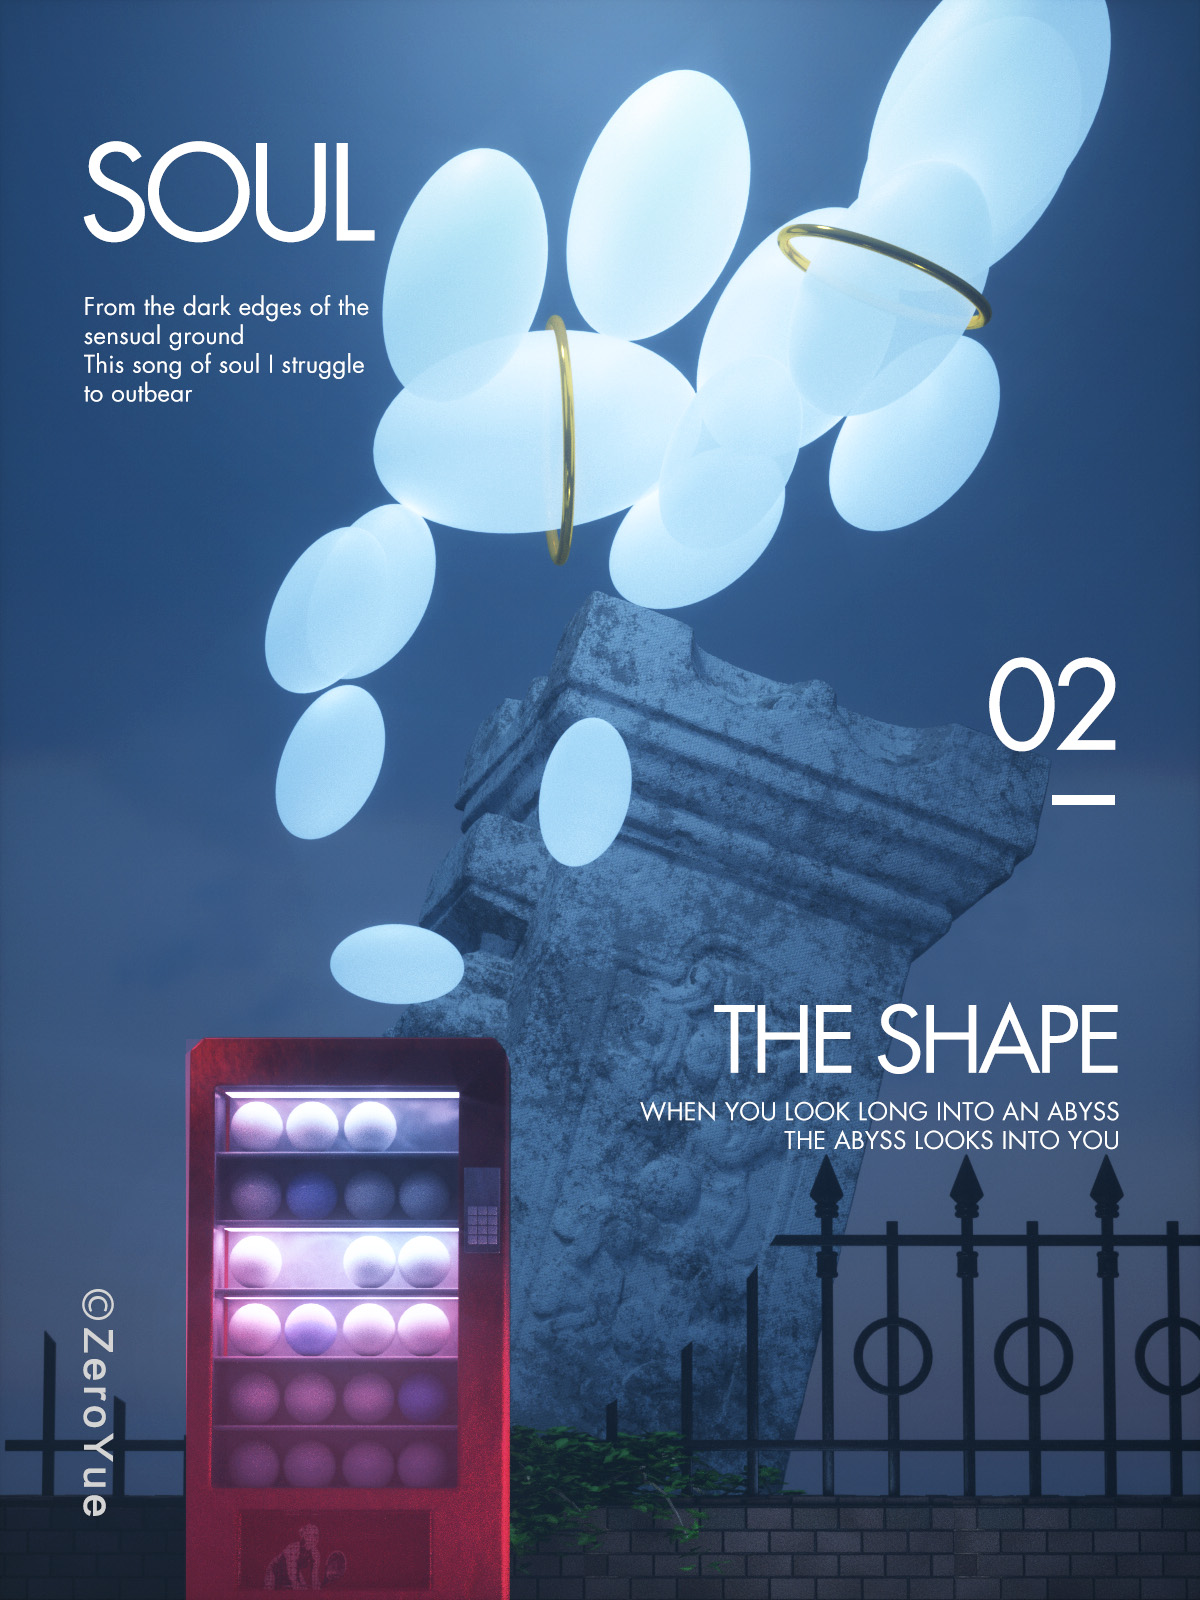 SOUL
From the dark edges of the
sensual ground
This song of soul I struggle
to outbear
02
THE SHAPE
WHEN YOU LOOK LONG INTO AN ABYSS
THE ABYSS LOOKS INTO YOU
©ZeroYue